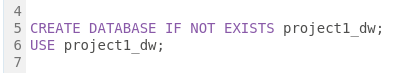 4
5 CREATE DATABASE IF NOT EXISTS project1_dw;
6 USE project1_dw;
7